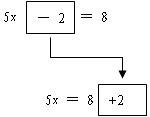 5x − 2 = 8
5x = 8 +2